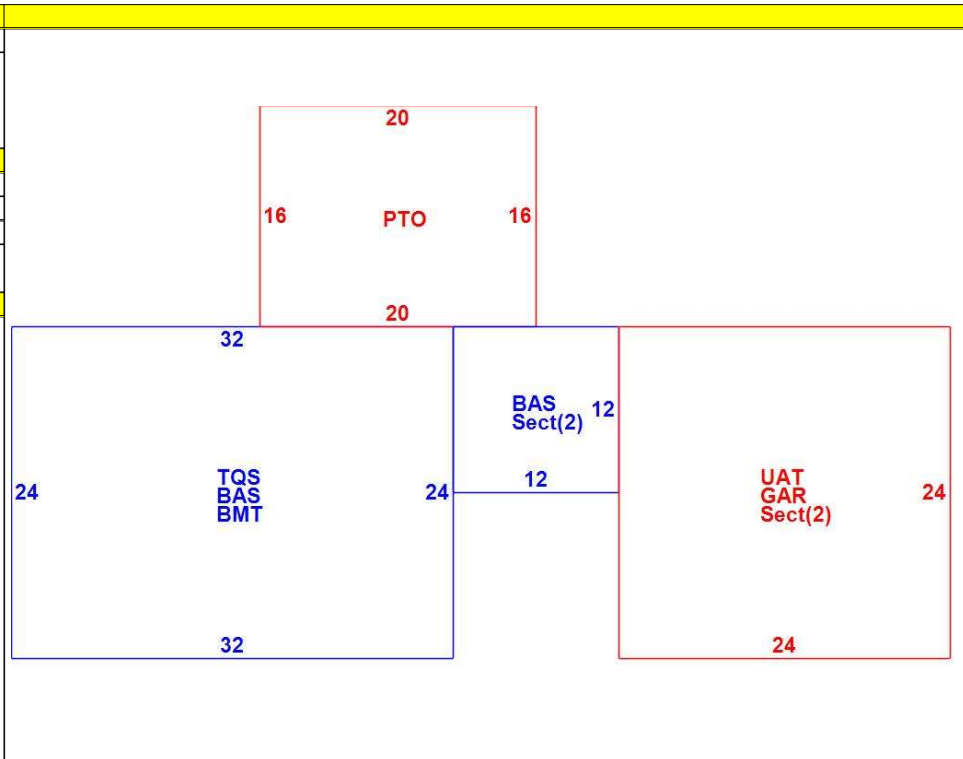 20
16
PTO
16
20
32
BAS
Sect(2)
12
12
24
TQS
BAS
BMT
24
UAT
GAR
Sect(2)
24
32
24